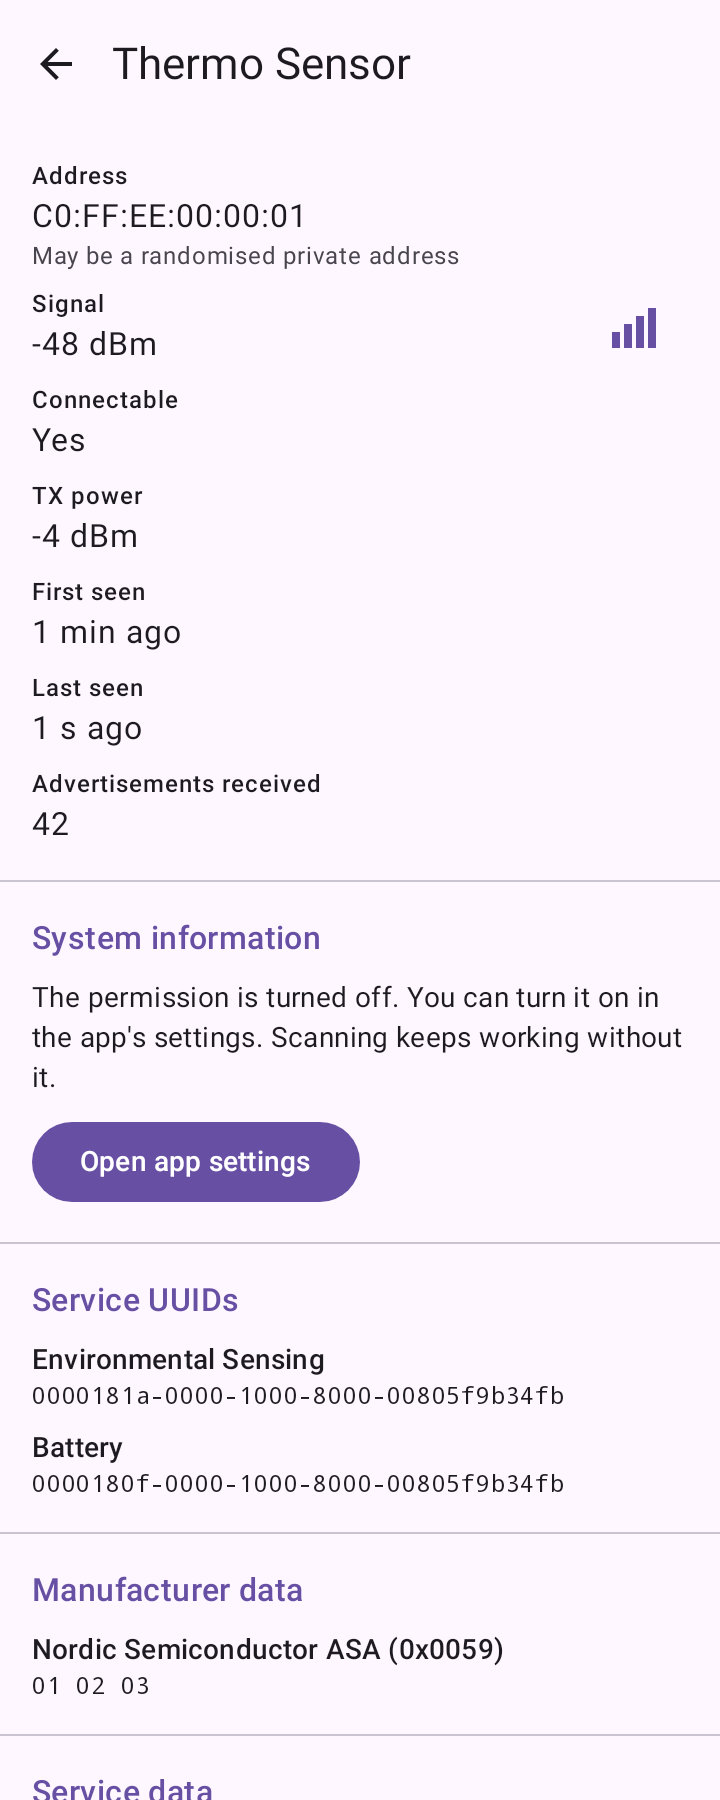 Thermo Sensor
Address
C0:FF:EE:00:00:01
May be a randomised private address
Signal
-48 dBm
Connectable
Yes
TX power
-4 dBm
First seen
1 min ago
Last seen
1 s ago
Advertisements received
42
System information
The permission is turned off. You can turn it on in
the app's settings. Scanning keeps working without
it.
Open app settings
Service UUIDs
Environmental Sensing
0000181a-0000-1000-8000-00805f9b34fb
Battery
0000180f-0000-1000-8000-00805f9b34fb
Manufacturer data
Nordic Semiconductor ASA (0x0059)
01 02 03
Service data